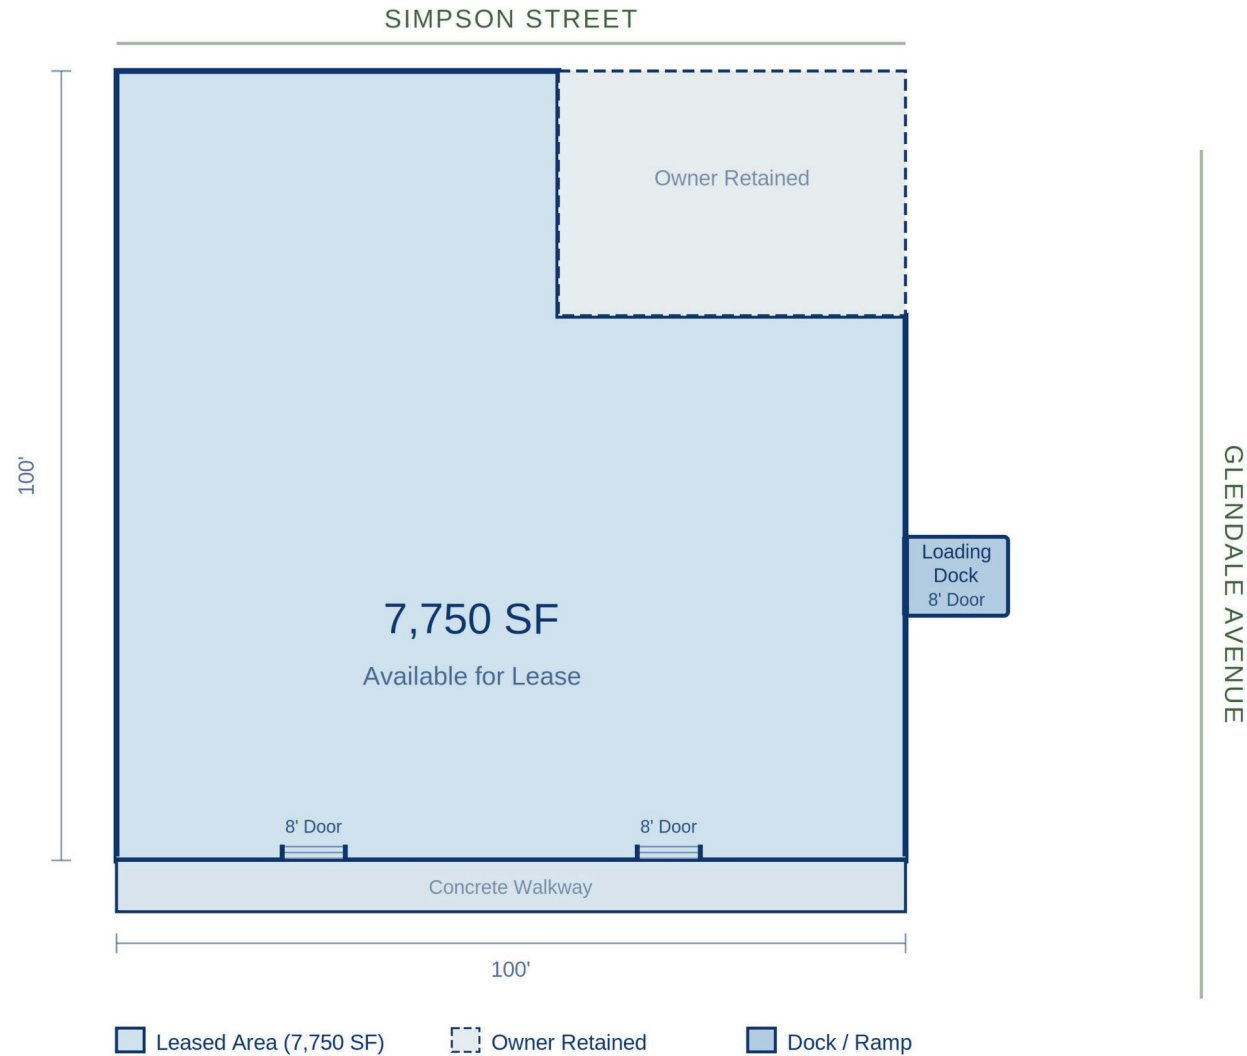 SIMPSON STREET
Owner Retained
100'
GLENDALE AVENUE
Loading
Dock
8' Door
7,750 SF
Available for Lease
8' Door
8' Door
Concrete Walkway
100'
Leased Area (7,750 SF)
Owner Retained
Dock / Ramp